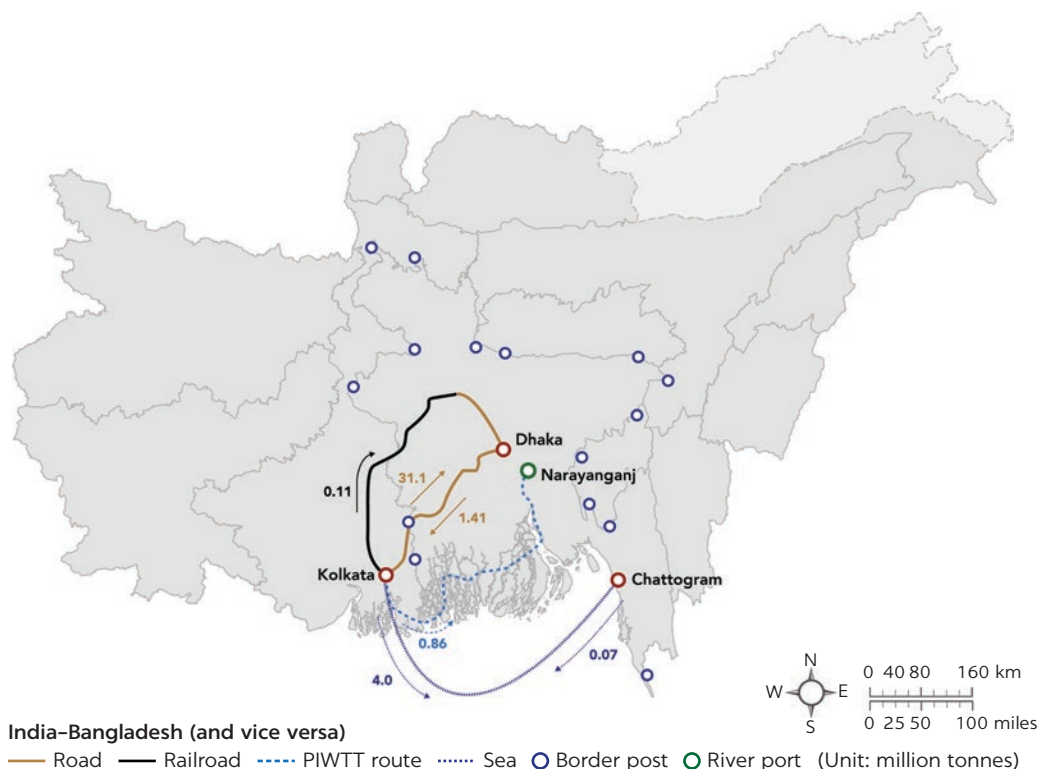 Dhaka
31.1
Narayanganj
0.11
1.41
Kolkata
Chattogram
0.86
0.07
4.0
N
W E
S
0 40 80 160 km
0 25 50 100 miles
India–Bangladesh (and vice versa)
Road Railroad PIWTT route Sea Border post River port (Unit: million tonnes)